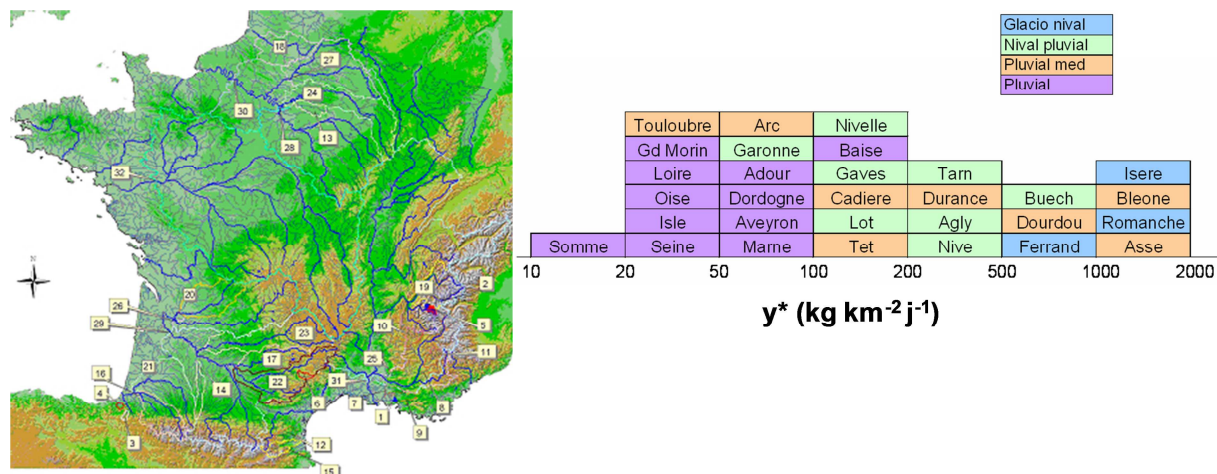 18
27
24
30
28
13
32
20
26
29
23
19
2
10
5
11
21
17
25
16
4
14
22
31
6
7
8
1
9
3
12
15
N
Glacio nival
Nival pluvial
Pluvial med
Pluvial
Touloubre Arc Nivelle
Gd Morin Garonne Baise
Loire Adour Gaves Tarn Isere
Oise Dordogne Cadiere Durance Buech Bleone
Isle Aveyron Lot Agly Dourdou Romanche
Somme Seine Marne Tet Nive Ferrand Asse
10 20 50 100 200 500 1000 2000
y* (kg km-2 j-1)